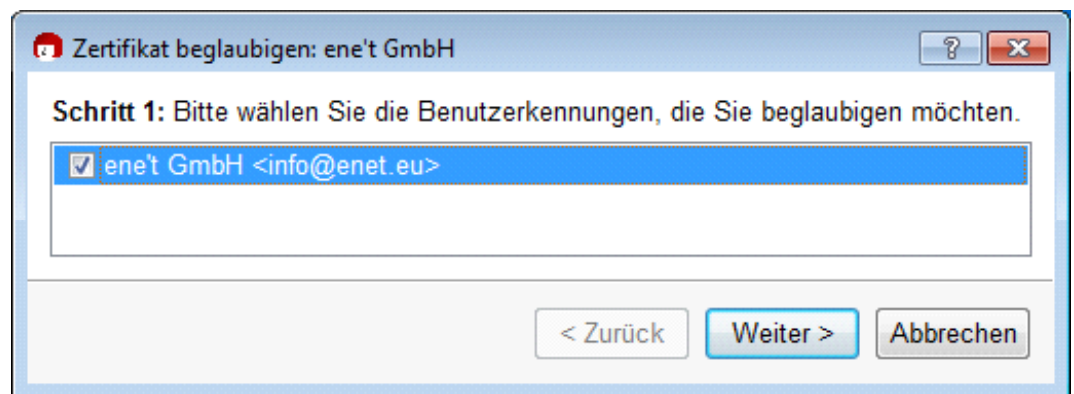 Zertifikat beglaubigen: ene't GmbH
Schritt 1: Bitte wählen Sie die Benutzerkennungen, die Sie beglaubigen möchten.
ene't GmbH <info@enet.eu>
< Zurück Weiter > Abbrechen